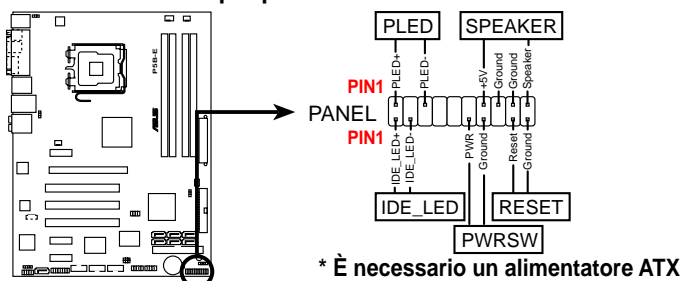 PLED SPEAKER
PLED+
PLED-
+5V
Ground
Ground
Speaker
PIN1
PANEL
PIN1
IDE_LED+
IDE_LED-
PWR
Ground
Reset
Ground
IDE_LED RESET
PWRSW
P5B-E
ASUS
* È necessario un alimentatore ATX